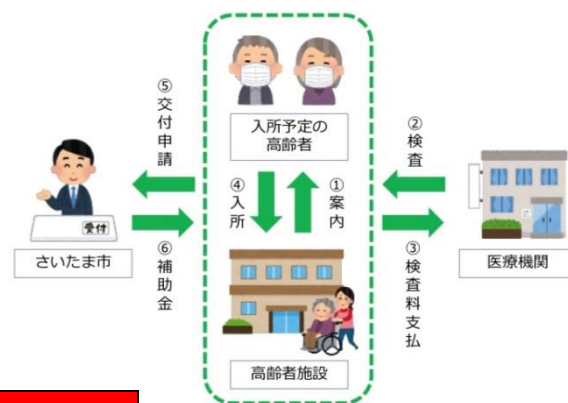 入所予定の
高齢者
⑤交付申請
⑥補助金
受付
さいたま市
④入所
①案内
高齢者施設
②検査
③検査料支払
医療機関